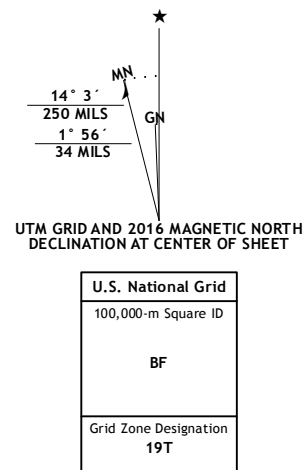 ★
MN
GN
14° 3´
250 MILS
1° 56´
34 MILS
UTM GRID AND 2016 MAGNETIC NORTH
DECLINATION AT CENTER OF SHEET
U.S. National Grid
100,000-m Square ID
BF
Grid Zone Designation
19T